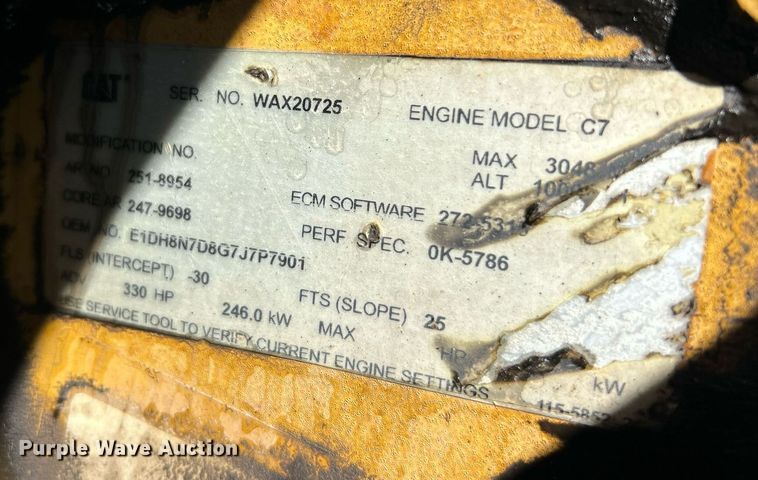 CAT
SER. NO. WAX20725 ENGINE MODEL C7
MODIFICATION NO.
AR NO. 251-8954 MAX ALT
CORE AR 247-9698 ECM SOFTWARE
OEM NO. E1DH8N7D8G7J7P7901 PERF SPEC. 0K-5786
FLS (INTERCEPT) -30 FTS (SLOPE) 25
ADV 330 HP 246.0 kW MAX HP kW
USE SERVICE TOOL TO VERIFY CURRENT ENGINE SETTINGS
Purple Wave Auction